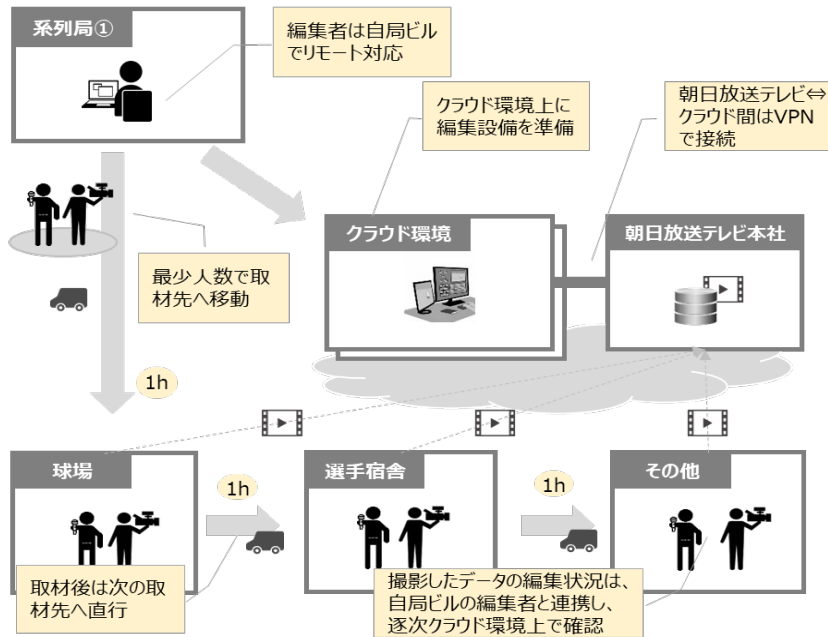 系列局①
編集者は自局ビル
でリモート対応
クラウド環境上に
編集設備を準備
朝日放送テレビ⇔
クラウド間はVPN
で接続
クラウド環境
朝日放送テレビ本社
最少人数で取
材先へ移動
1h
球場
1h
選手宿舎
1h
その他
取材後は次の取
材先へ直行
撮影したデータの編集状況は、
自局ビルの編集者と連携し、
逐次クラウド環境上で確認